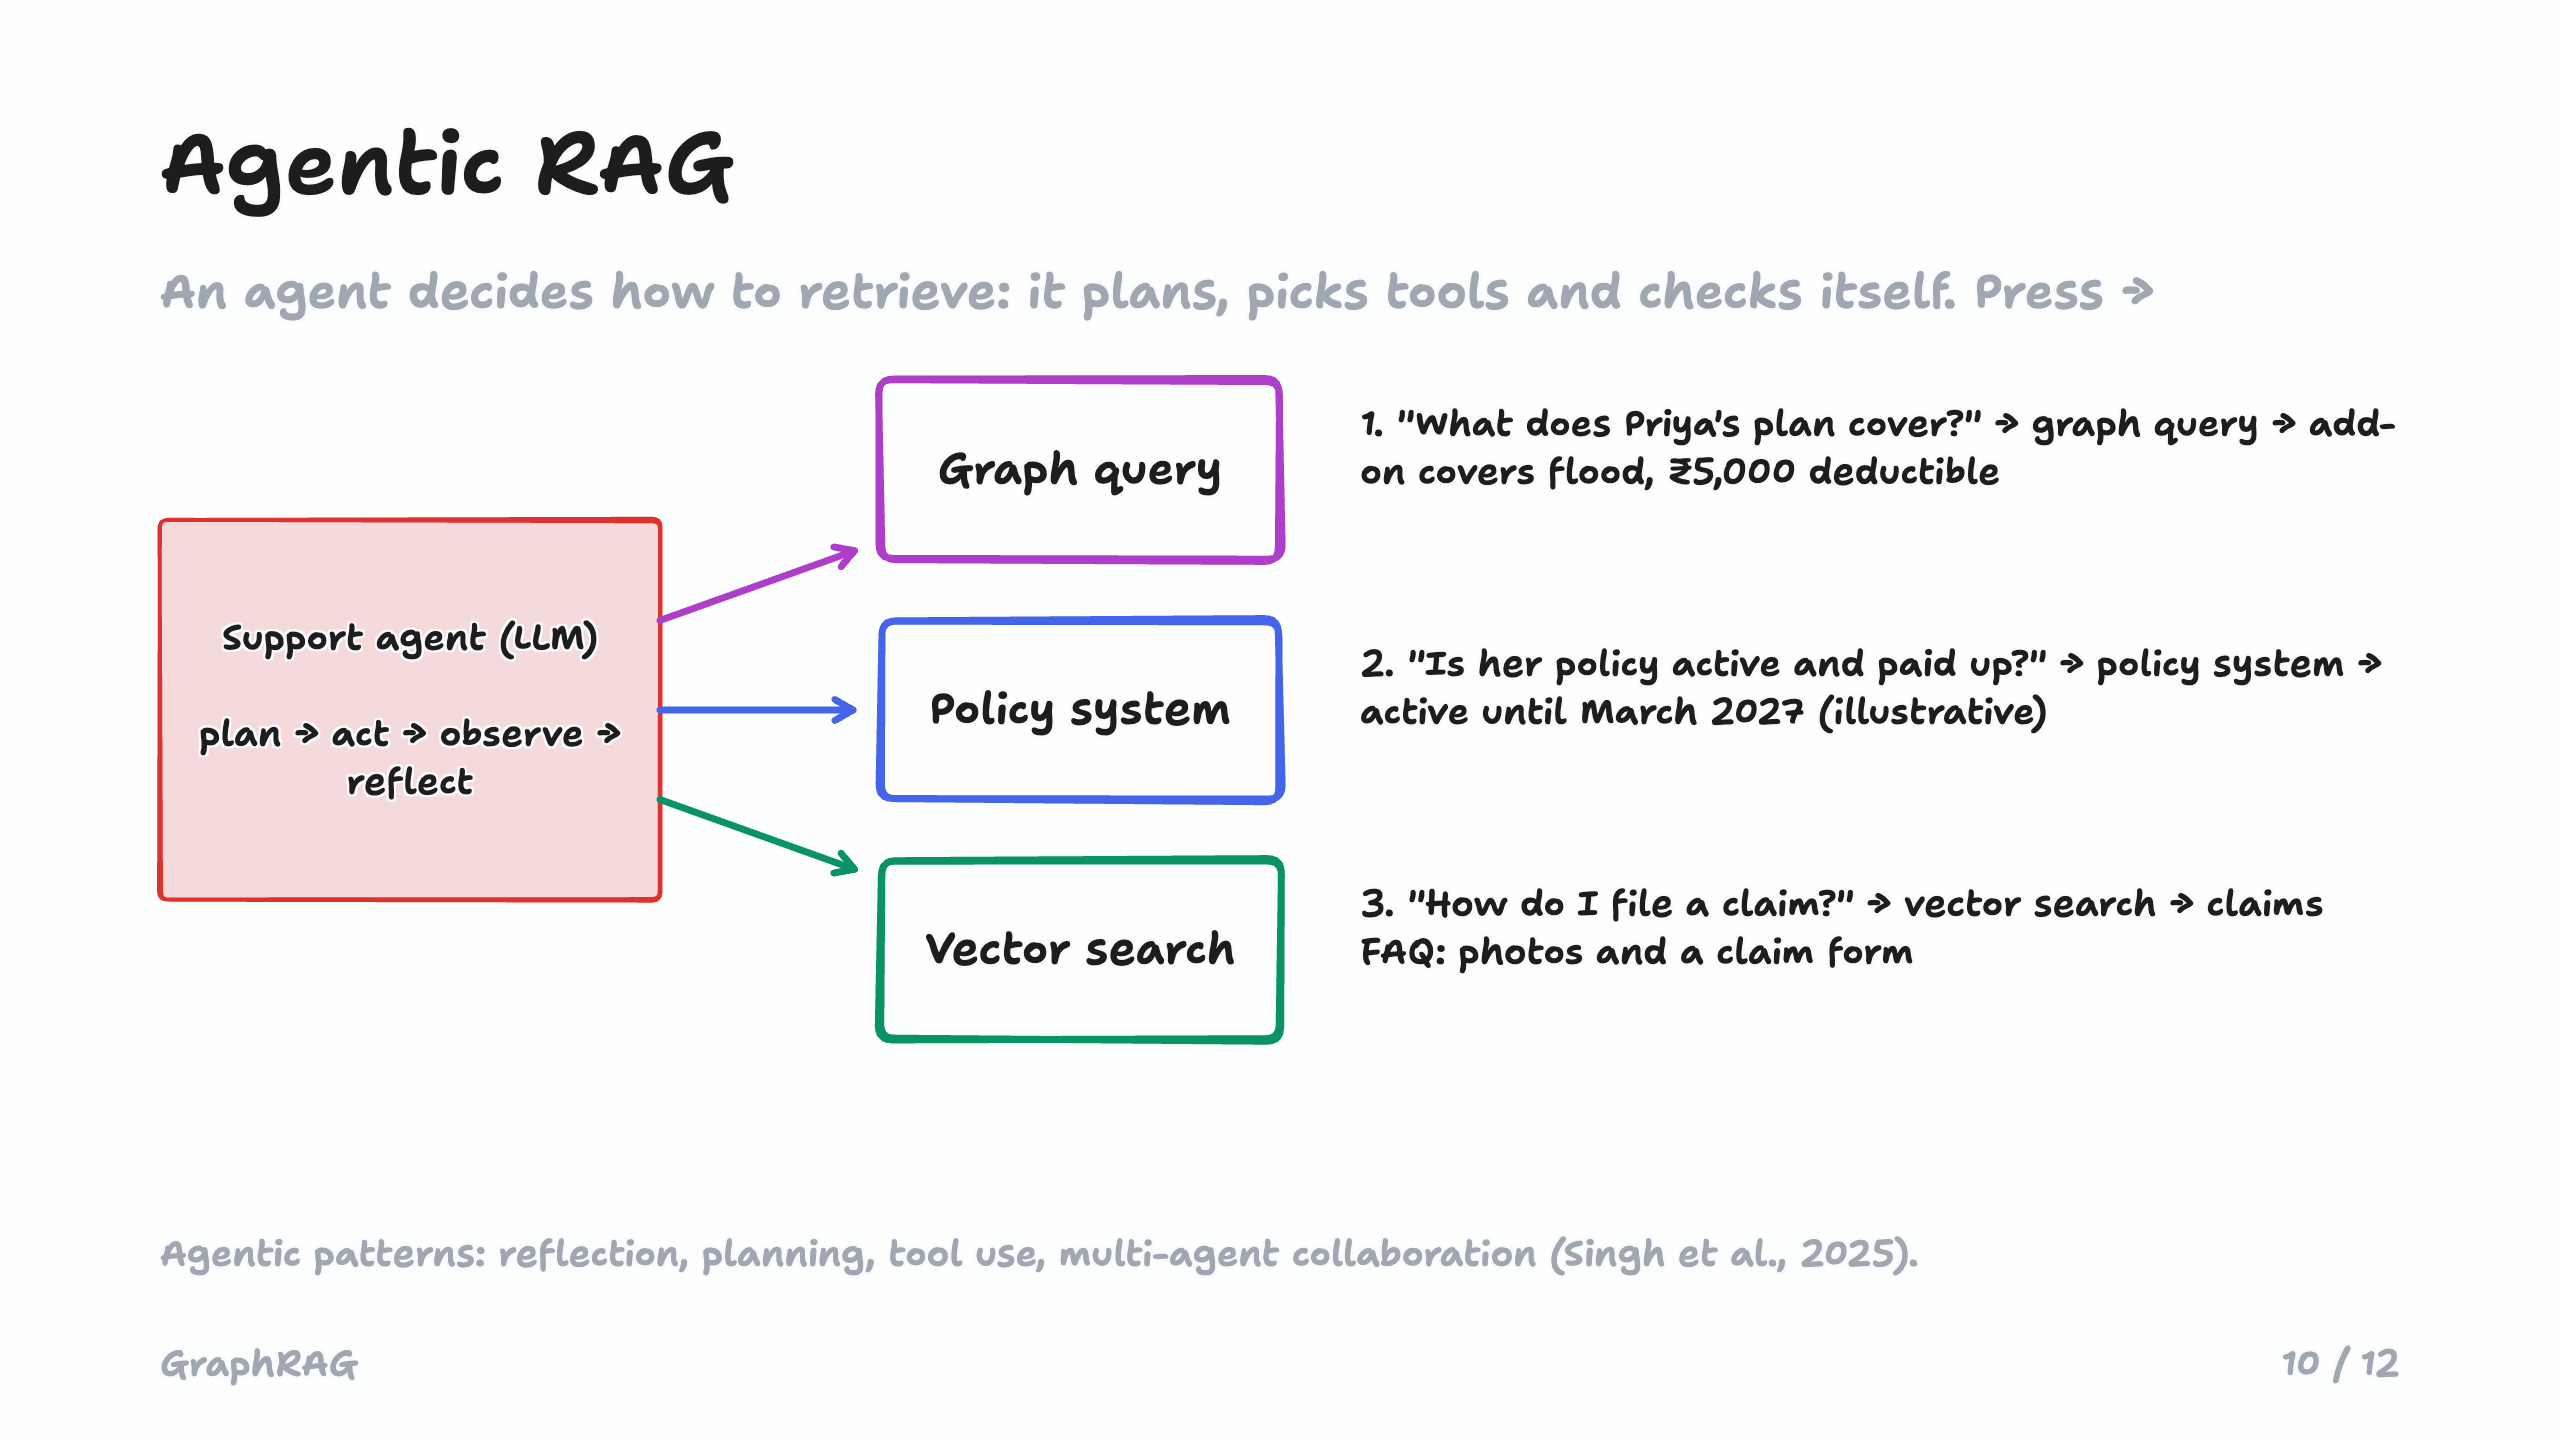 Agentic RAG
An agent decides how to retrieve: it plans, picks tools and checks itself. Press →
Support agent (LLM)
plan → act → observe →
reflect
Graph query
1. "What does Priya's plan cover?" → graph query → add-
on covers flood, ₹5,000 deductible
Policy system
2. "Is her policy active and paid up?" → policy system →
active until March 2027 (illustrative)
Vector search
3. "How do I file a claim?" → vector search → claims
FAQ: photos and a claim form
Agentic patterns: reflection, planning, tool use, multi-agent collaboration (Singh et al., 2025).
GraphRAG
10 / 12